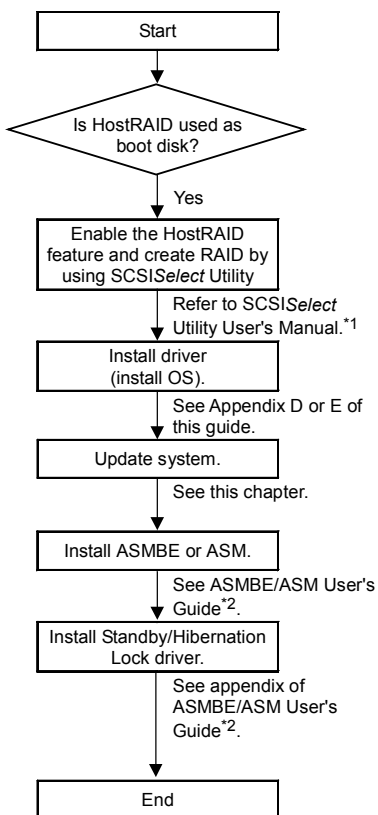 Start
Is HostRAID used as
boot disk?
Yes
Enable the HostRAID
feature and create RAID by
using SCSISelect Utility
Refer to SCSISelect
Utility User's Manual.*1
Install driver
(install OS).
See Appendix D or E of
this guide.
Update system.
See this chapter.
Install ASMBE or ASM.
See ASMBE/ASM User's
Guide*2.
Install Standby/Hibernation
Lock driver.
See appendix of
ASMBE/ASM User's
Guide*2.
End